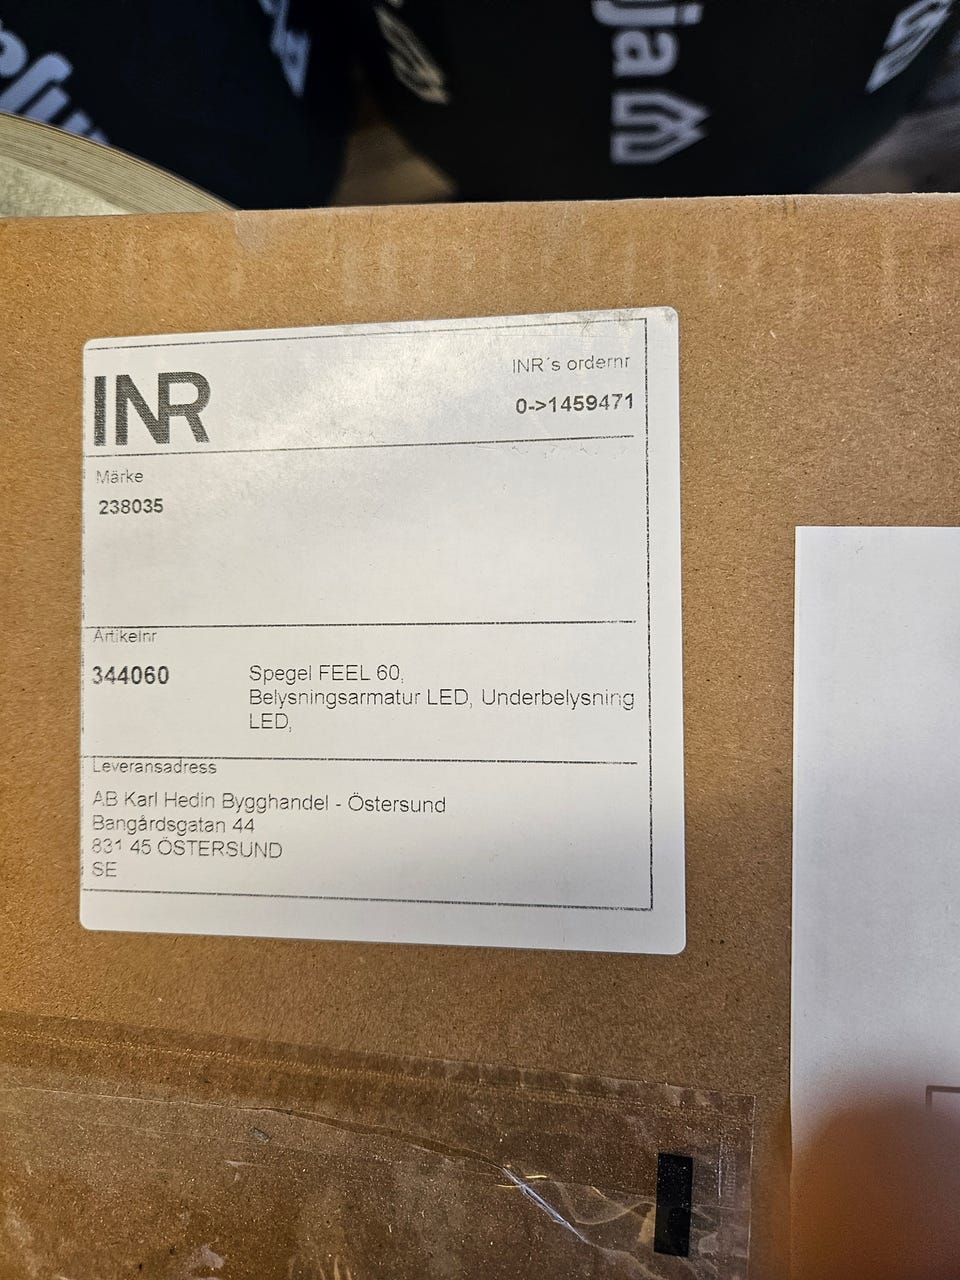 ja
INR
INR´s ordernr
0->1459471
Märke
238035
Artikelnr
344060
Spegel FEEL 60,
Belysningsarmatur LED, Underbelysning
LED,
Leveransadress
AB Karl Hedin Bygghandel - Östersund
Bangårdsgatan 44
831 45 ÖSTERSUND
SE